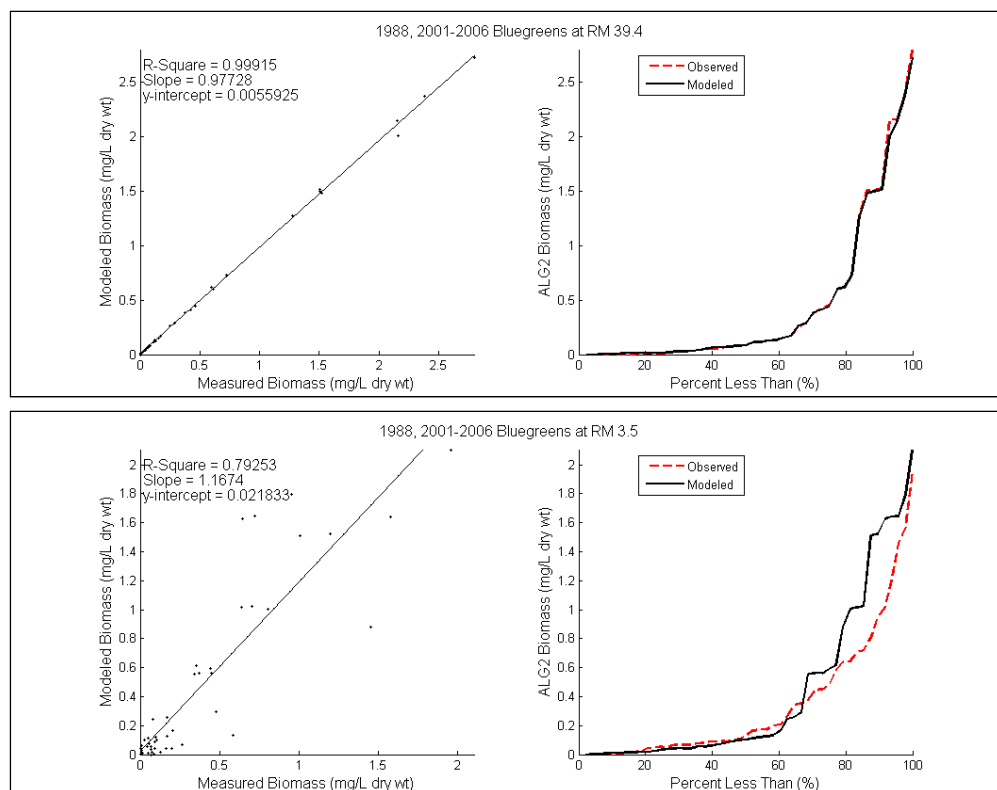 1988, 2001-2006 Bluegreens at RM 39.4
R-Square = 0.99915
Slope = 0.97728
y-intercept = 0.0055925
Modeled Biomass (mg/L dry wt)
2.5
2
1.5
1
0.5
0
0 0.5 1 1.5 2 2.5
Measured Biomass (mg/L dry wt)
Observed
Modeled
ALG2 Biomass (mg/L dry wt)
2.5
2
1.5
1
0.5
0
0 20 40 60 80 100
Percent Less Than (%)
1988, 2001-2006 Bluegreens at RM 3.5
R-Square = 0.79253
Slope = 1.1674
y-intercept = 0.021833
Modeled Biomass (mg/L dry wt)
2
1.8
1.6
1.4
1.2
1
0.8
0.6
0.4
0.2
0
0 0.5 1 1.5 2
Measured Biomass (mg/L dry wt)
Observed
Modeled
ALG2 Biomass (mg/L dry wt)
2
1.8
1.6
1.4
1.2
1
0.8
0.6
0.4
0.2
0
0 20 40 60 80 100
Percent Less Than (%)